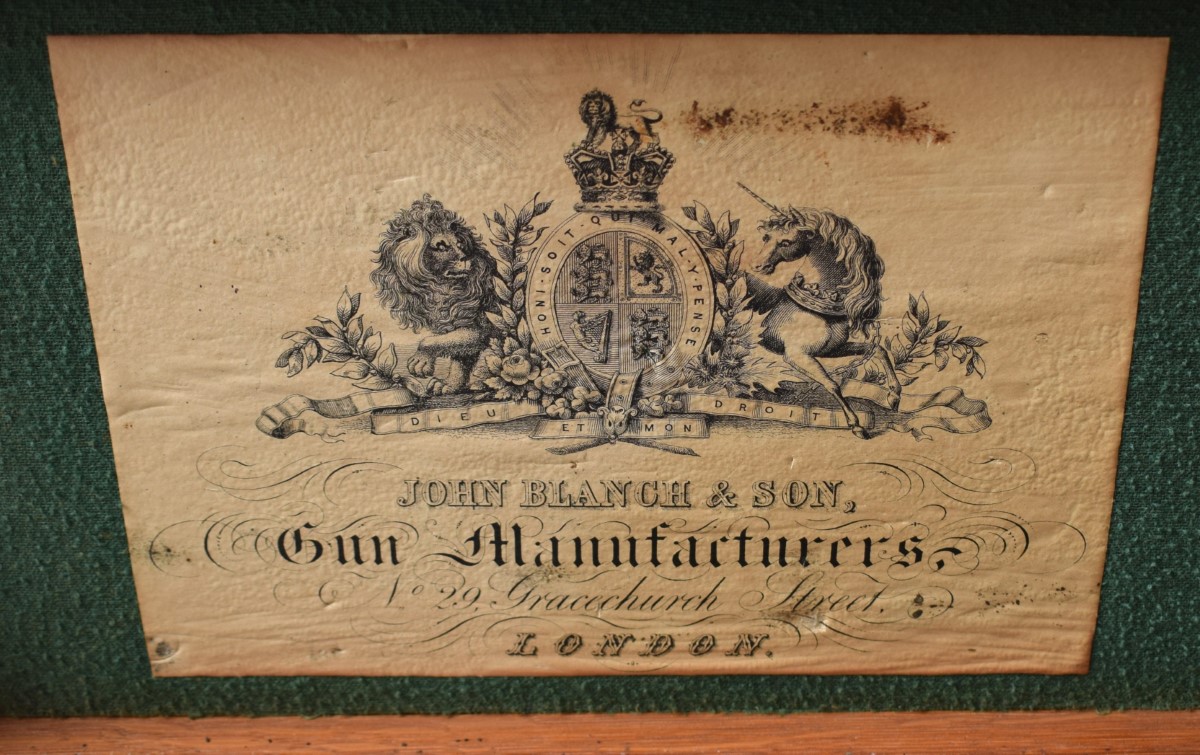 HONI·SOIT·QUI·MAL·Y·PENSE
DIEU ET MON DROIT
JOHN BLANCH & SON,
Gun Manufacturers,
No 29, Gracechurch Street,
LONDON.